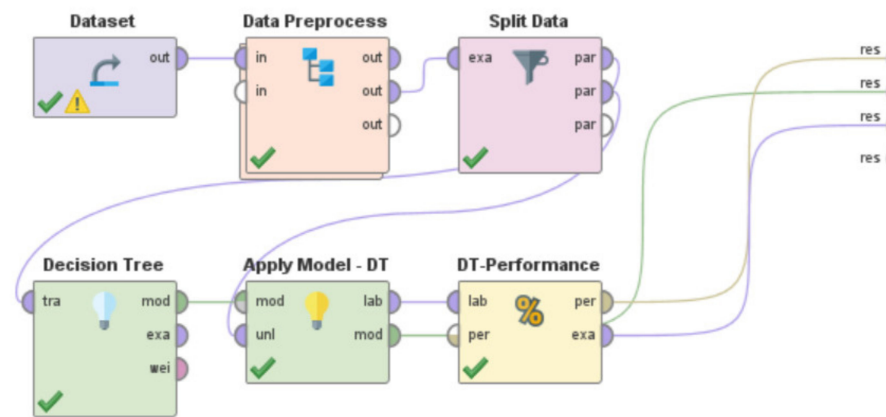 Dataset
out
Data Preprocess
in
in
out
out
out
Split Data
exa
par
par
par
res
res
res
res
Decision Tree
tra
mod
exa
wei
Apply Model - DT
mod
unl
lab
mod
DT-Performance
lab
per
%
per
exa